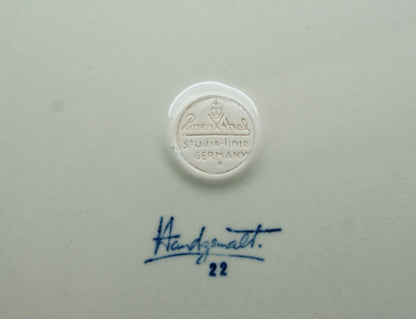 Rosenthal
studio-linie
GERMANY
Handgemalt.
22